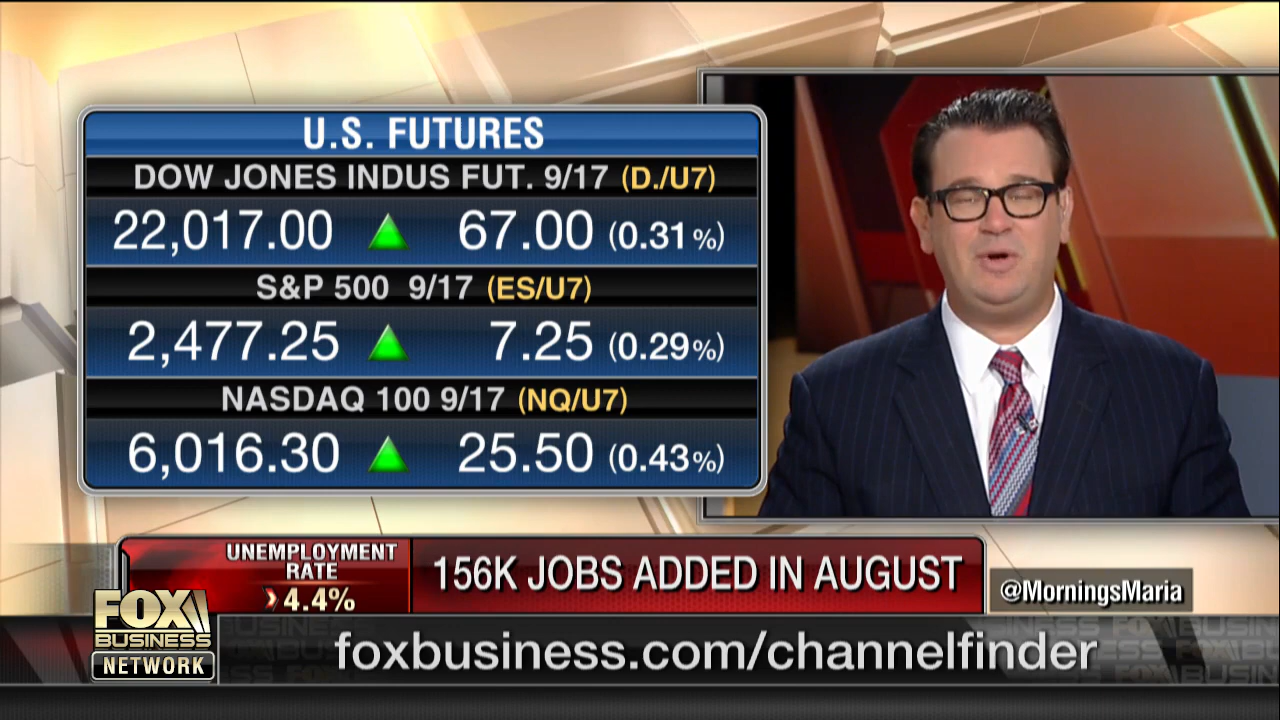 U.S. FUTURES
DOW JONES INDUS FUT. 9/17 (D./U7)
22,017.00 ▲ 67.00 (0.31%)
S&P 500 9/17 (ES/U7)
2,477.25 ▲ 7.25 (0.29%)
NASDAQ 100 9/17 (NQ/U7)
6,016.30 ▲ 25.50 (0.43%)
UNEMPLOYMENT
RATE
4.4%
156K JOBS ADDED IN AUGUST
@MorningsMaria
FOX
BUSINESS
NETWORK
foxbusiness.com/channelfinder